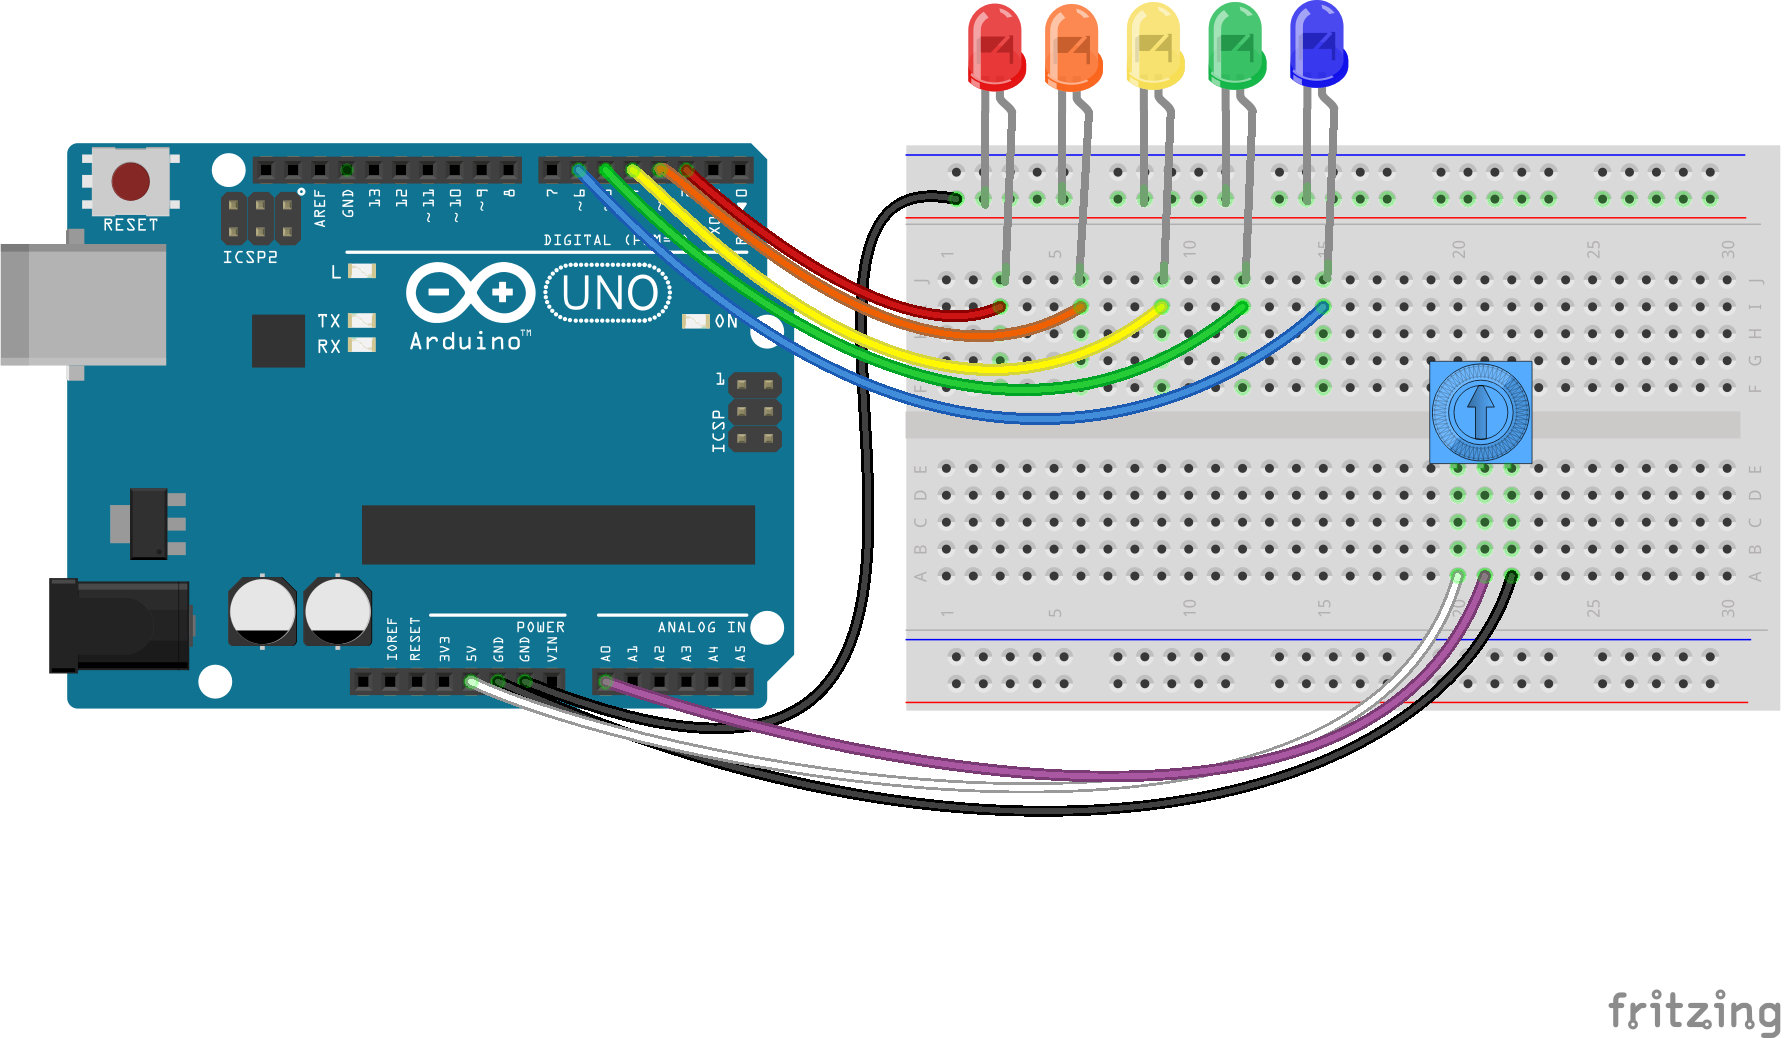 RESET
ICSP2
AREF
GND
13
12
~11
~10
~9
8
7
~6
DIGITAL
L
TX
RX
UNO
Arduino™
ON
1
ICSP
IOREF
RESET
3V3
5V
GND
GND
VIN
POWER
A0
A1
A2
A3
A4
A5
ANALOG IN
1
5
10
15
20
25
30
J
I
H
G
F
J
I
H
G
F
E
D
C
B
A
E
D
C
B
A
1
5
10
15
20
25
30
fritzing